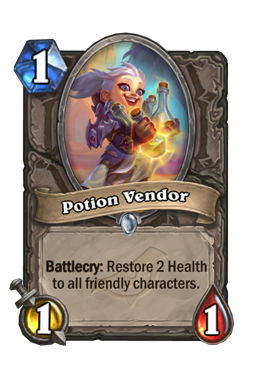 1
Potion Vendor
Battlecry: Restore 2 Health
to all friendly characters.
1 1